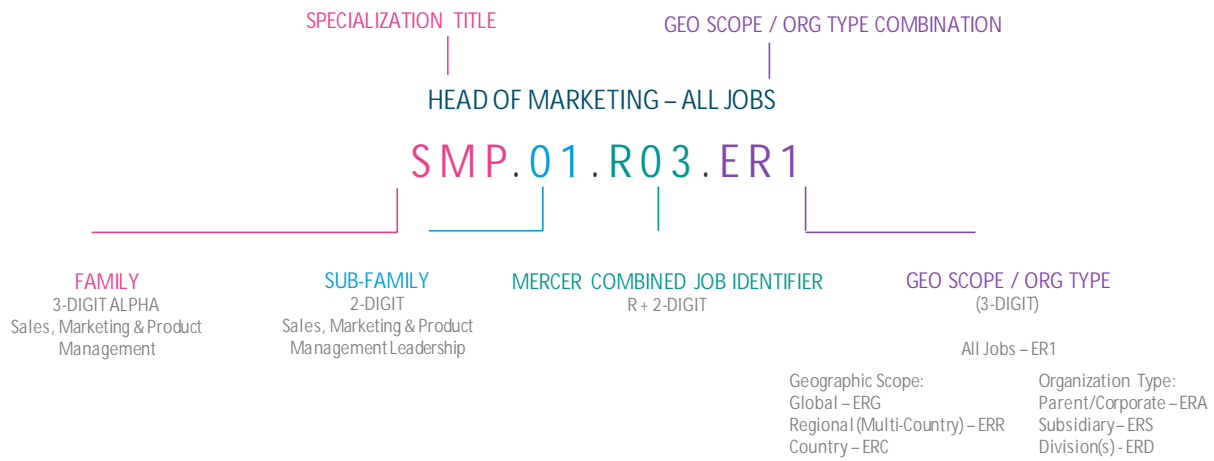 SPECIALIZATION TITLE
GEO SCOPE / ORG TYPE COMBINATION
HEAD OF MARKETING – ALL JOBS
SMP.01.R03.ER1
FAMILY
3-DIGIT ALPHA
Sales, Marketing & Product
Management
SUB-FAMILY
2-DIGIT
Sales, Marketing & Product
Management Leadership
MERCER COMBINED JOB IDENTIFIER
R + 2-DIGIT
GEO SCOPE / ORG TYPE
(3-DIGIT)
All Jobs – ER1
Geographic Scope:
Global – ERG
Regional (Multi-Country) – ERR
Country – ERC
Organization Type:
Parent/Corporate – ERA
Subsidiary – ERS
Division(s) - ERD